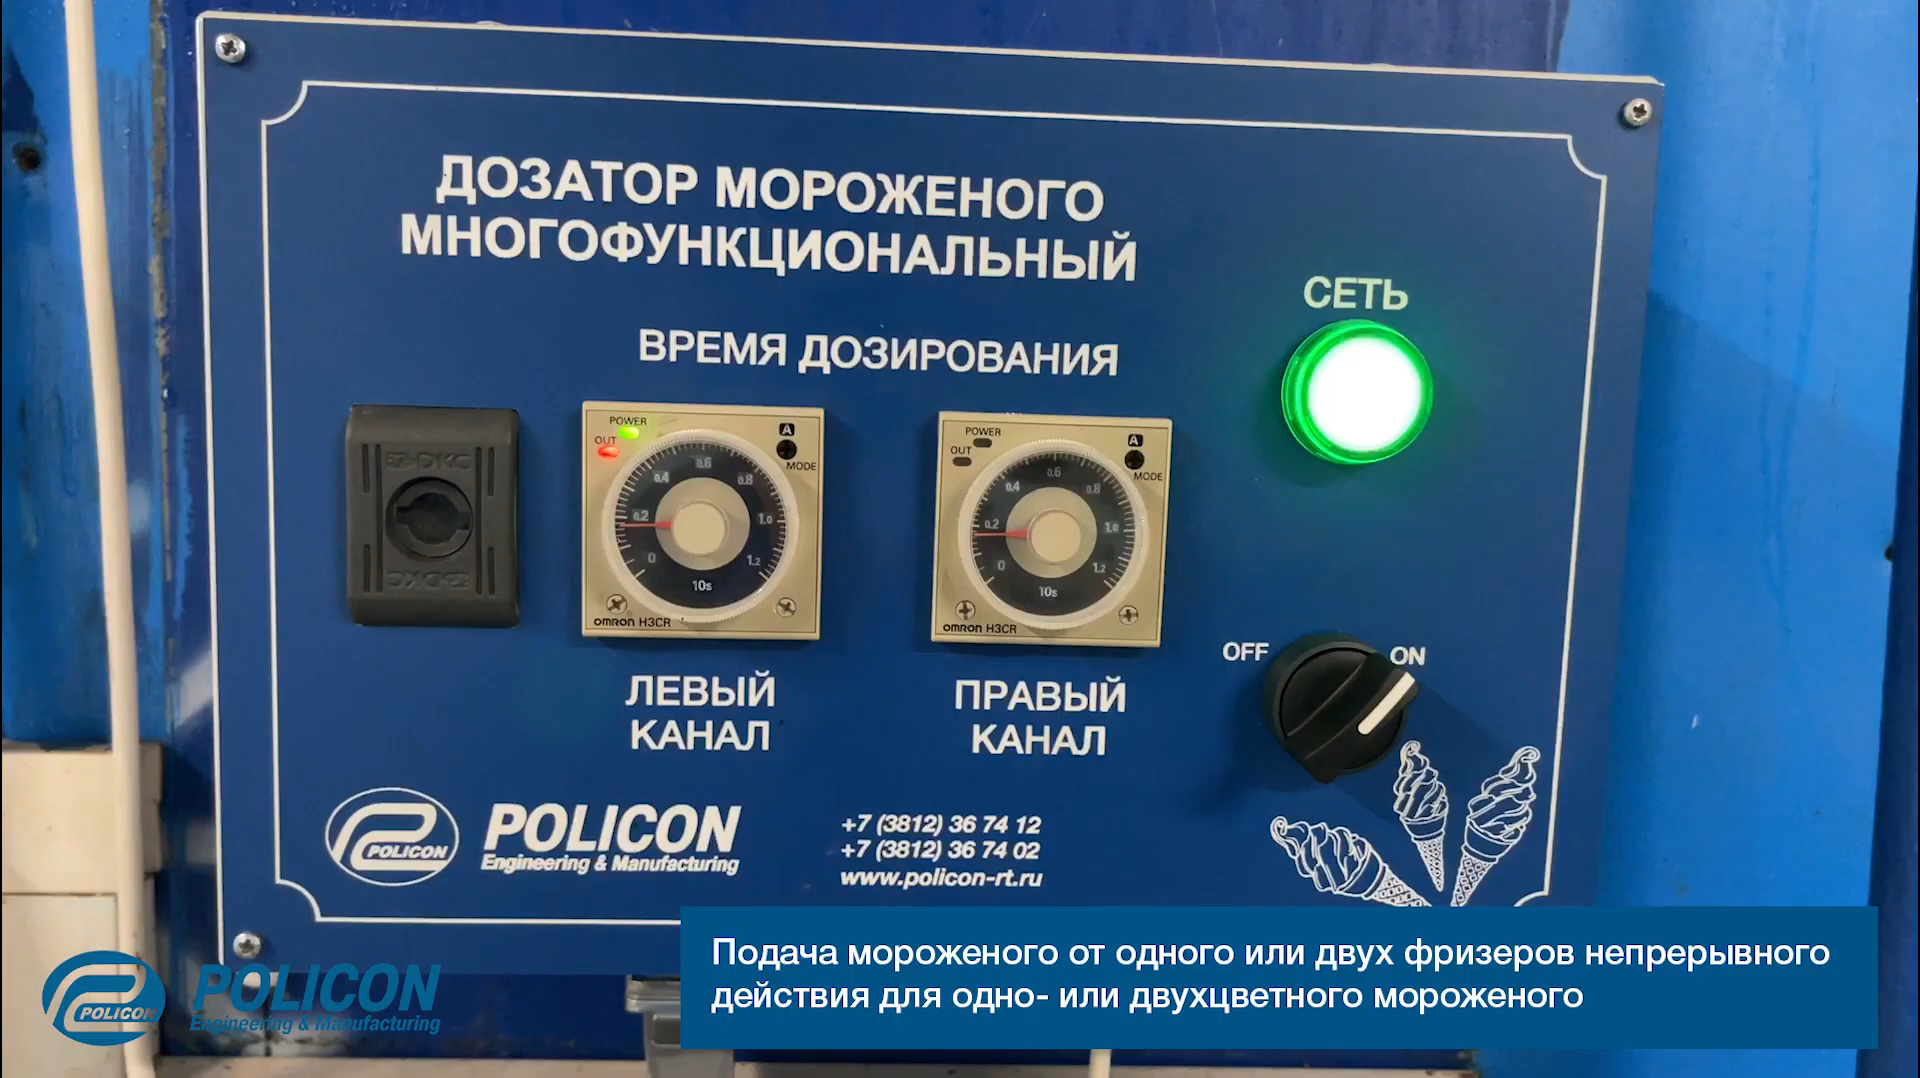 ДОЗАТОР МОРОЖЕНОГО
МНОГОФУНКЦИОНАЛЬНЫЙ
СЕТЬ
ВРЕМЯ ДОЗИРОВАНИЯ
DKC
DKC
POWER
OUT
A
MODE
0 0.2 0.4 0.6 0.8 1.0 1.2
10s
OMRON H3CR
POWER
OUT
A
MODE
0 0.2 0.4 0.6 0.8 1.0 1.2
10s
OMRON H3CR
OFF
ON
ЛЕВЫЙ
КАНАЛ
ПРАВЫЙ
КАНАЛ
POLICON
POLICON
Engineering & Manufacturing
+7 (3812) 36 74 12
+7 (3812) 36 74 02
www.policon-rt.ru
Подача мороженого от одного или двух фризеров непрерывного
действия для одно- или двухцветного мороженого
POLICON
POLICON
Engineering & Manufacturing